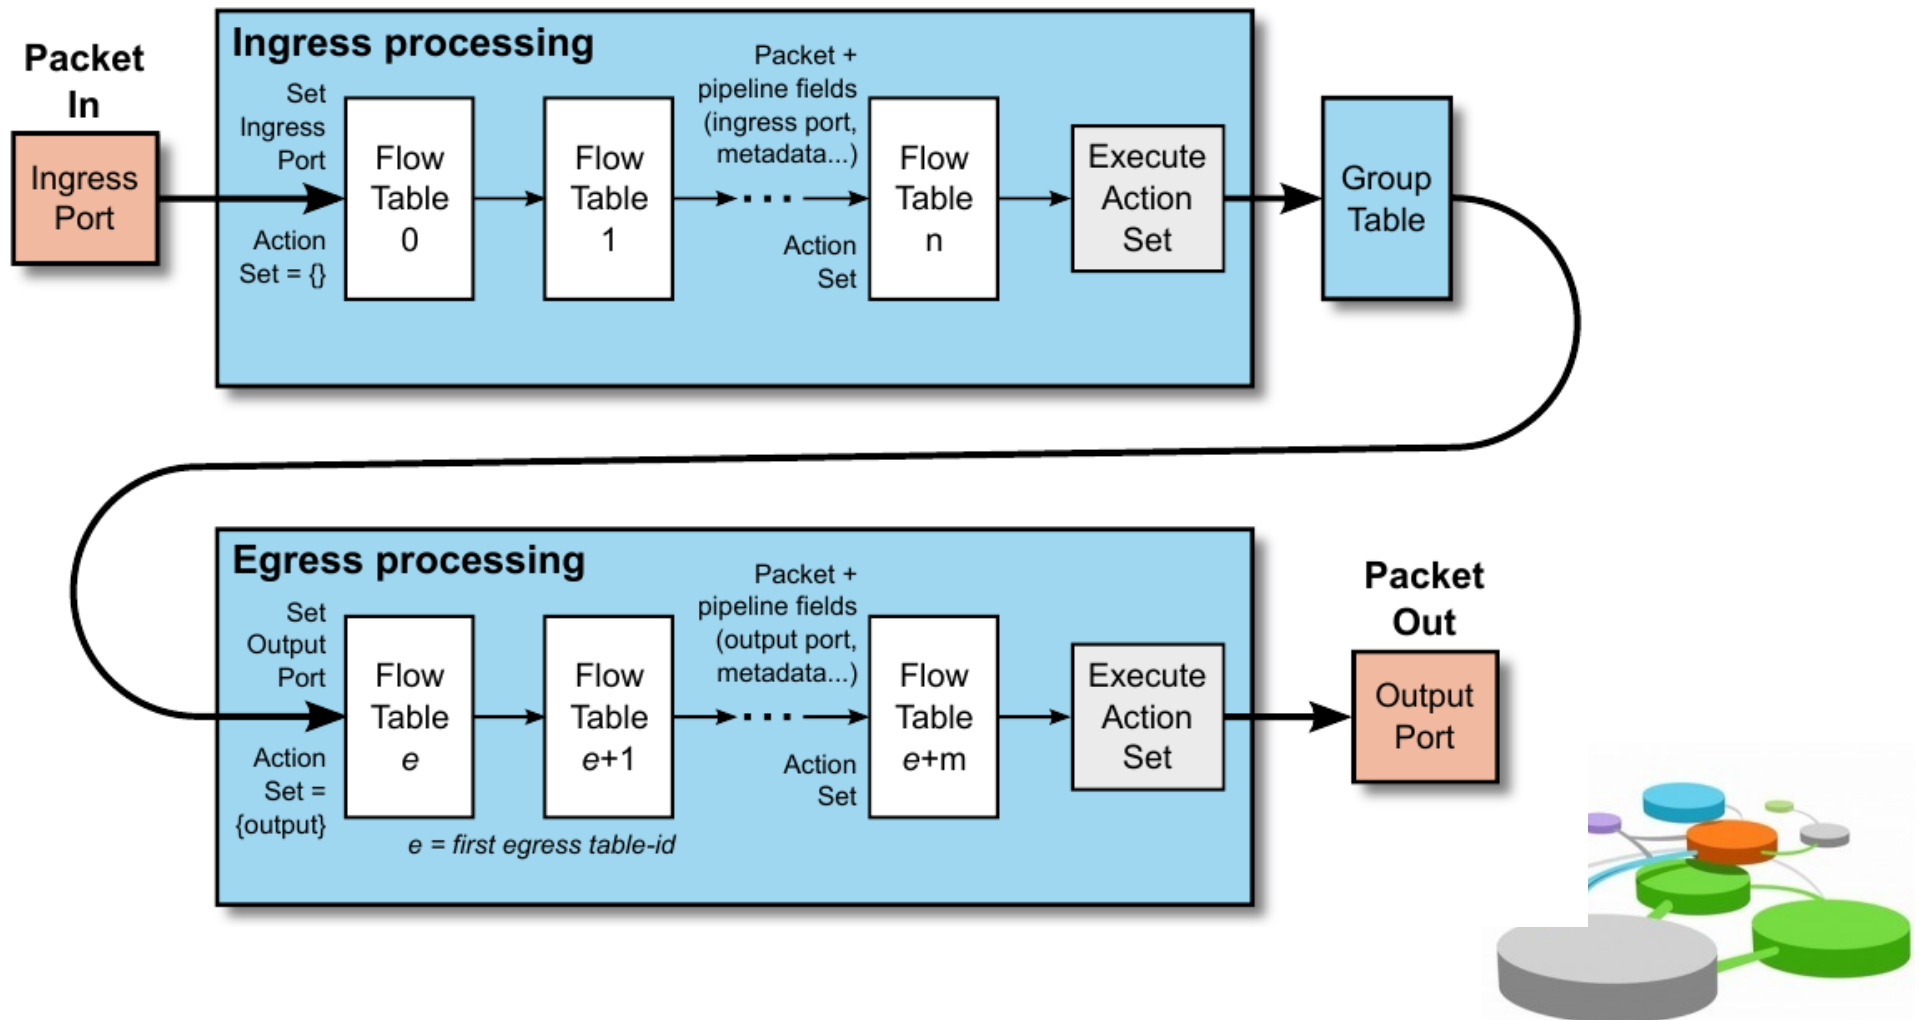 Packet
In
Ingress
Port
Ingress processing
Set
Ingress
Port
Action
Set = {}
Flow
Table
0
Flow
Table
1
Packet +
pipeline fields
(ingress port,
metadata...)
Action
Set
Flow
Table
n
Execute
Action
Set
Group
Table
Egress processing
Set
Output
Port
Action
Set =
{output}
Flow
Table
e
Flow
Table
e+1
e = first egress table-id
Packet +
pipeline fields
(output port,
metadata...)
Action
Set
Flow
Table
e+m
Execute
Action
Set
Packet
Out
Output
Port